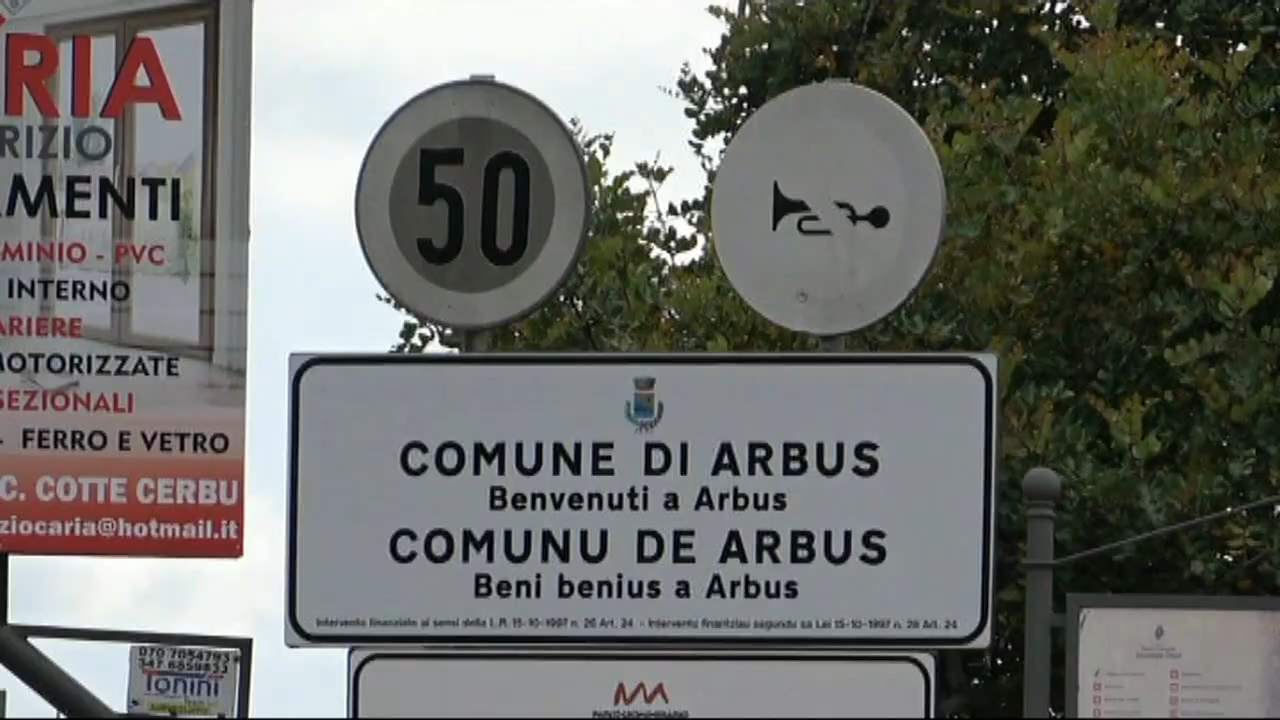 RIA
RIZIO
AMENTI
MINIO - PVC
INTERNO
ARIERE
MOTORIZZATE
SEZIONALI
- FERRO E VETRO
C. COTTE CERBU
ziocaria@hotmail.it
50
COMUNE DI ARBUS
Benvenuti a Arbus
COMUNU DE ARBUS
Beni benius a Arbus
Intervento finanziato ai sensi della L.R. 15-10-1997 n. 26 Art. 24 - Interventu finantziau segundu sa Lei 15-10-1997 n. 26 Art. 24
070 7054793
347 6859833
Tonini